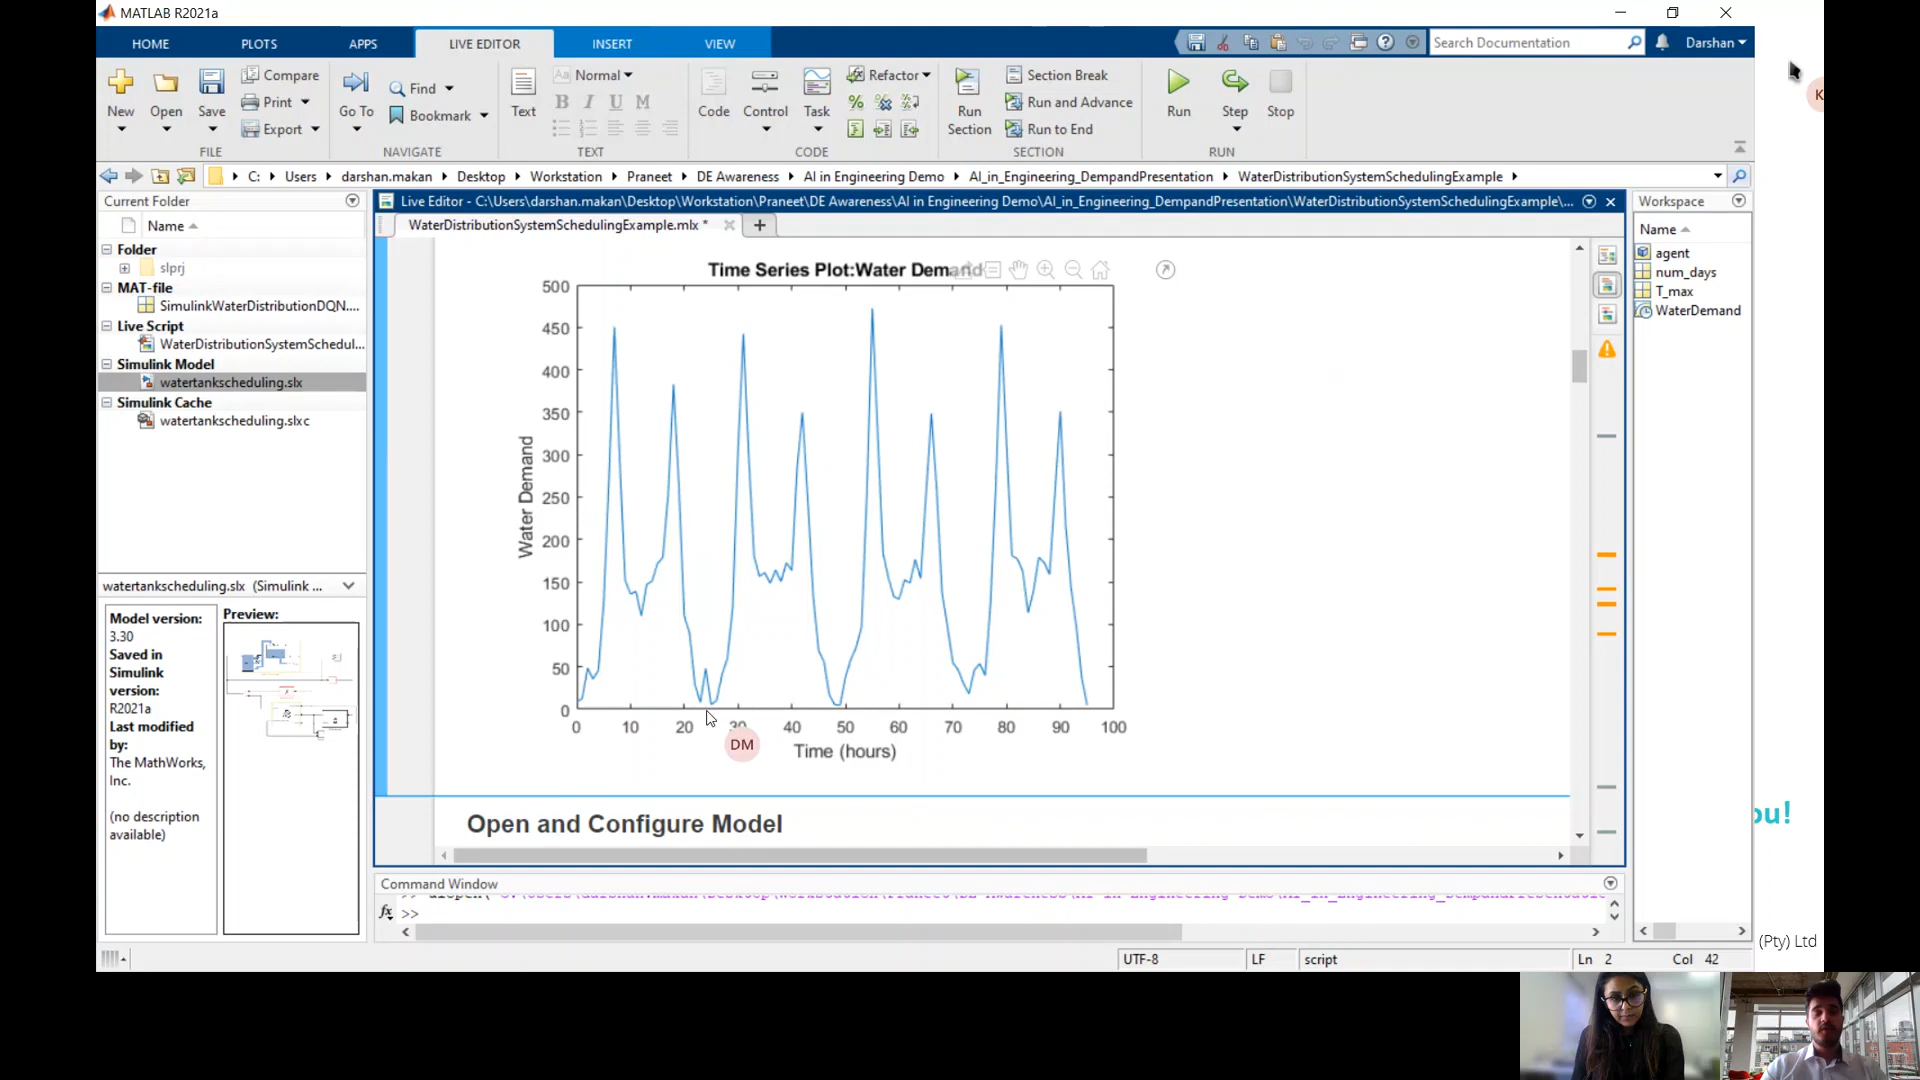 MATLAB R2021a
HOME PLOTS APPS LIVE EDITOR INSERT VIEW Search Documentation Darshan
New Open Save Compare Print Export Go To Find Bookmark Text Normal B I U M Code Control Task Refactor Run Section Section Break Run and Advance Run to End Run Step Stop
FILE NAVIGATE TEXT CODE SECTION RUN
C: Users darshan.makan Desktop Workstation Praneet DE Awareness AI in Engineering Demo AI_in_Engineering_DempandPresentation WaterDistributionSystemSchedulingExample
Current Folder
Name
Folder
slprj
MAT-file
SimulinkWaterDistributionDQN....
Live Script
WaterDistributionSystemSchedul...
Simulink Model
watertankscheduling.slx
Simulink Cache
watertankscheduling.slxc
watertankscheduling.slx (Simulink ...
Model version:
3.30
Saved in
Simulink
version:
R2021a
Last modified
by:
The MathWorks,
Inc.
(no description
available)
Preview:
Live Editor - C:\Users\darshan.makan\Desktop\Workstation\Praneet\DE Awareness\AI in Engineering Demo\AI_in_Engineering_DempandPresentation\WaterDistributionSystemSchedulingExample\...
WaterDistributionSystemSchedulingExample.mlx *
Time Series Plot:Water Demand
500
450
400
350
300
250
200
150
100
50
0
Water Demand
0 10 20 30 40 50 60 70 80 90 100
DM
Time (hours)
Open and Configure Model
Command Window
fx >>
UTF-8 LF script Ln 2 Col 42
Workspace
Name
agent
num_days
T_max
WaterDemand
K
ou!
(Pty) Ltd